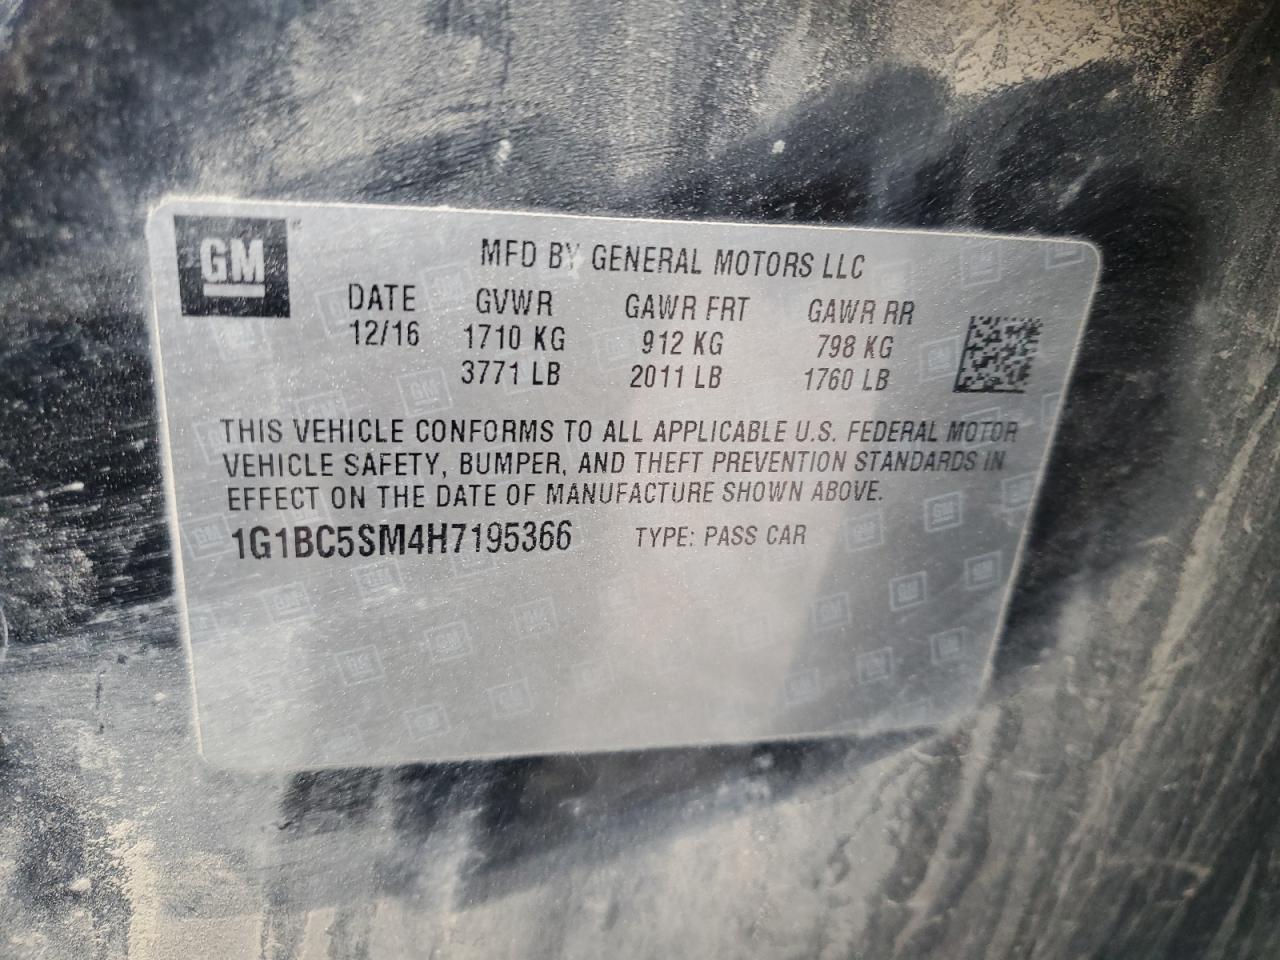 GM
MFD BY GENERAL MOTORS LLC
DATE GVWR GAWR FRT GAWR RR
12/16 1710 KG 912 KG 798 KG
3771 LB 2011 LB 1760 LB
THIS VEHICLE CONFORMS TO ALL APPLICABLE U.S. FEDERAL MOTOR
VEHICLE SAFETY, BUMPER, AND THEFT PREVENTION STANDARDS IN
EFFECT ON THE DATE OF MANUFACTURE SHOWN ABOVE.
1G1BC5SM4H7195366 TYPE: PASS CAR